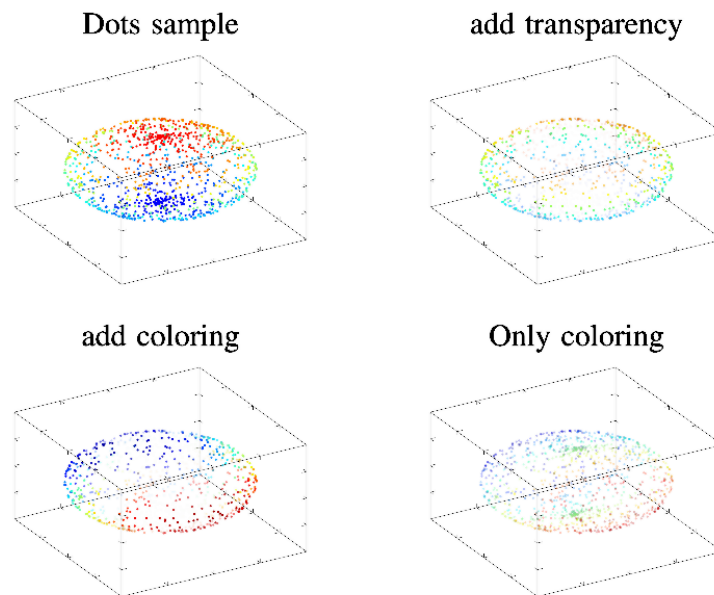 Dots sample
add transparency
add coloring
Only coloring